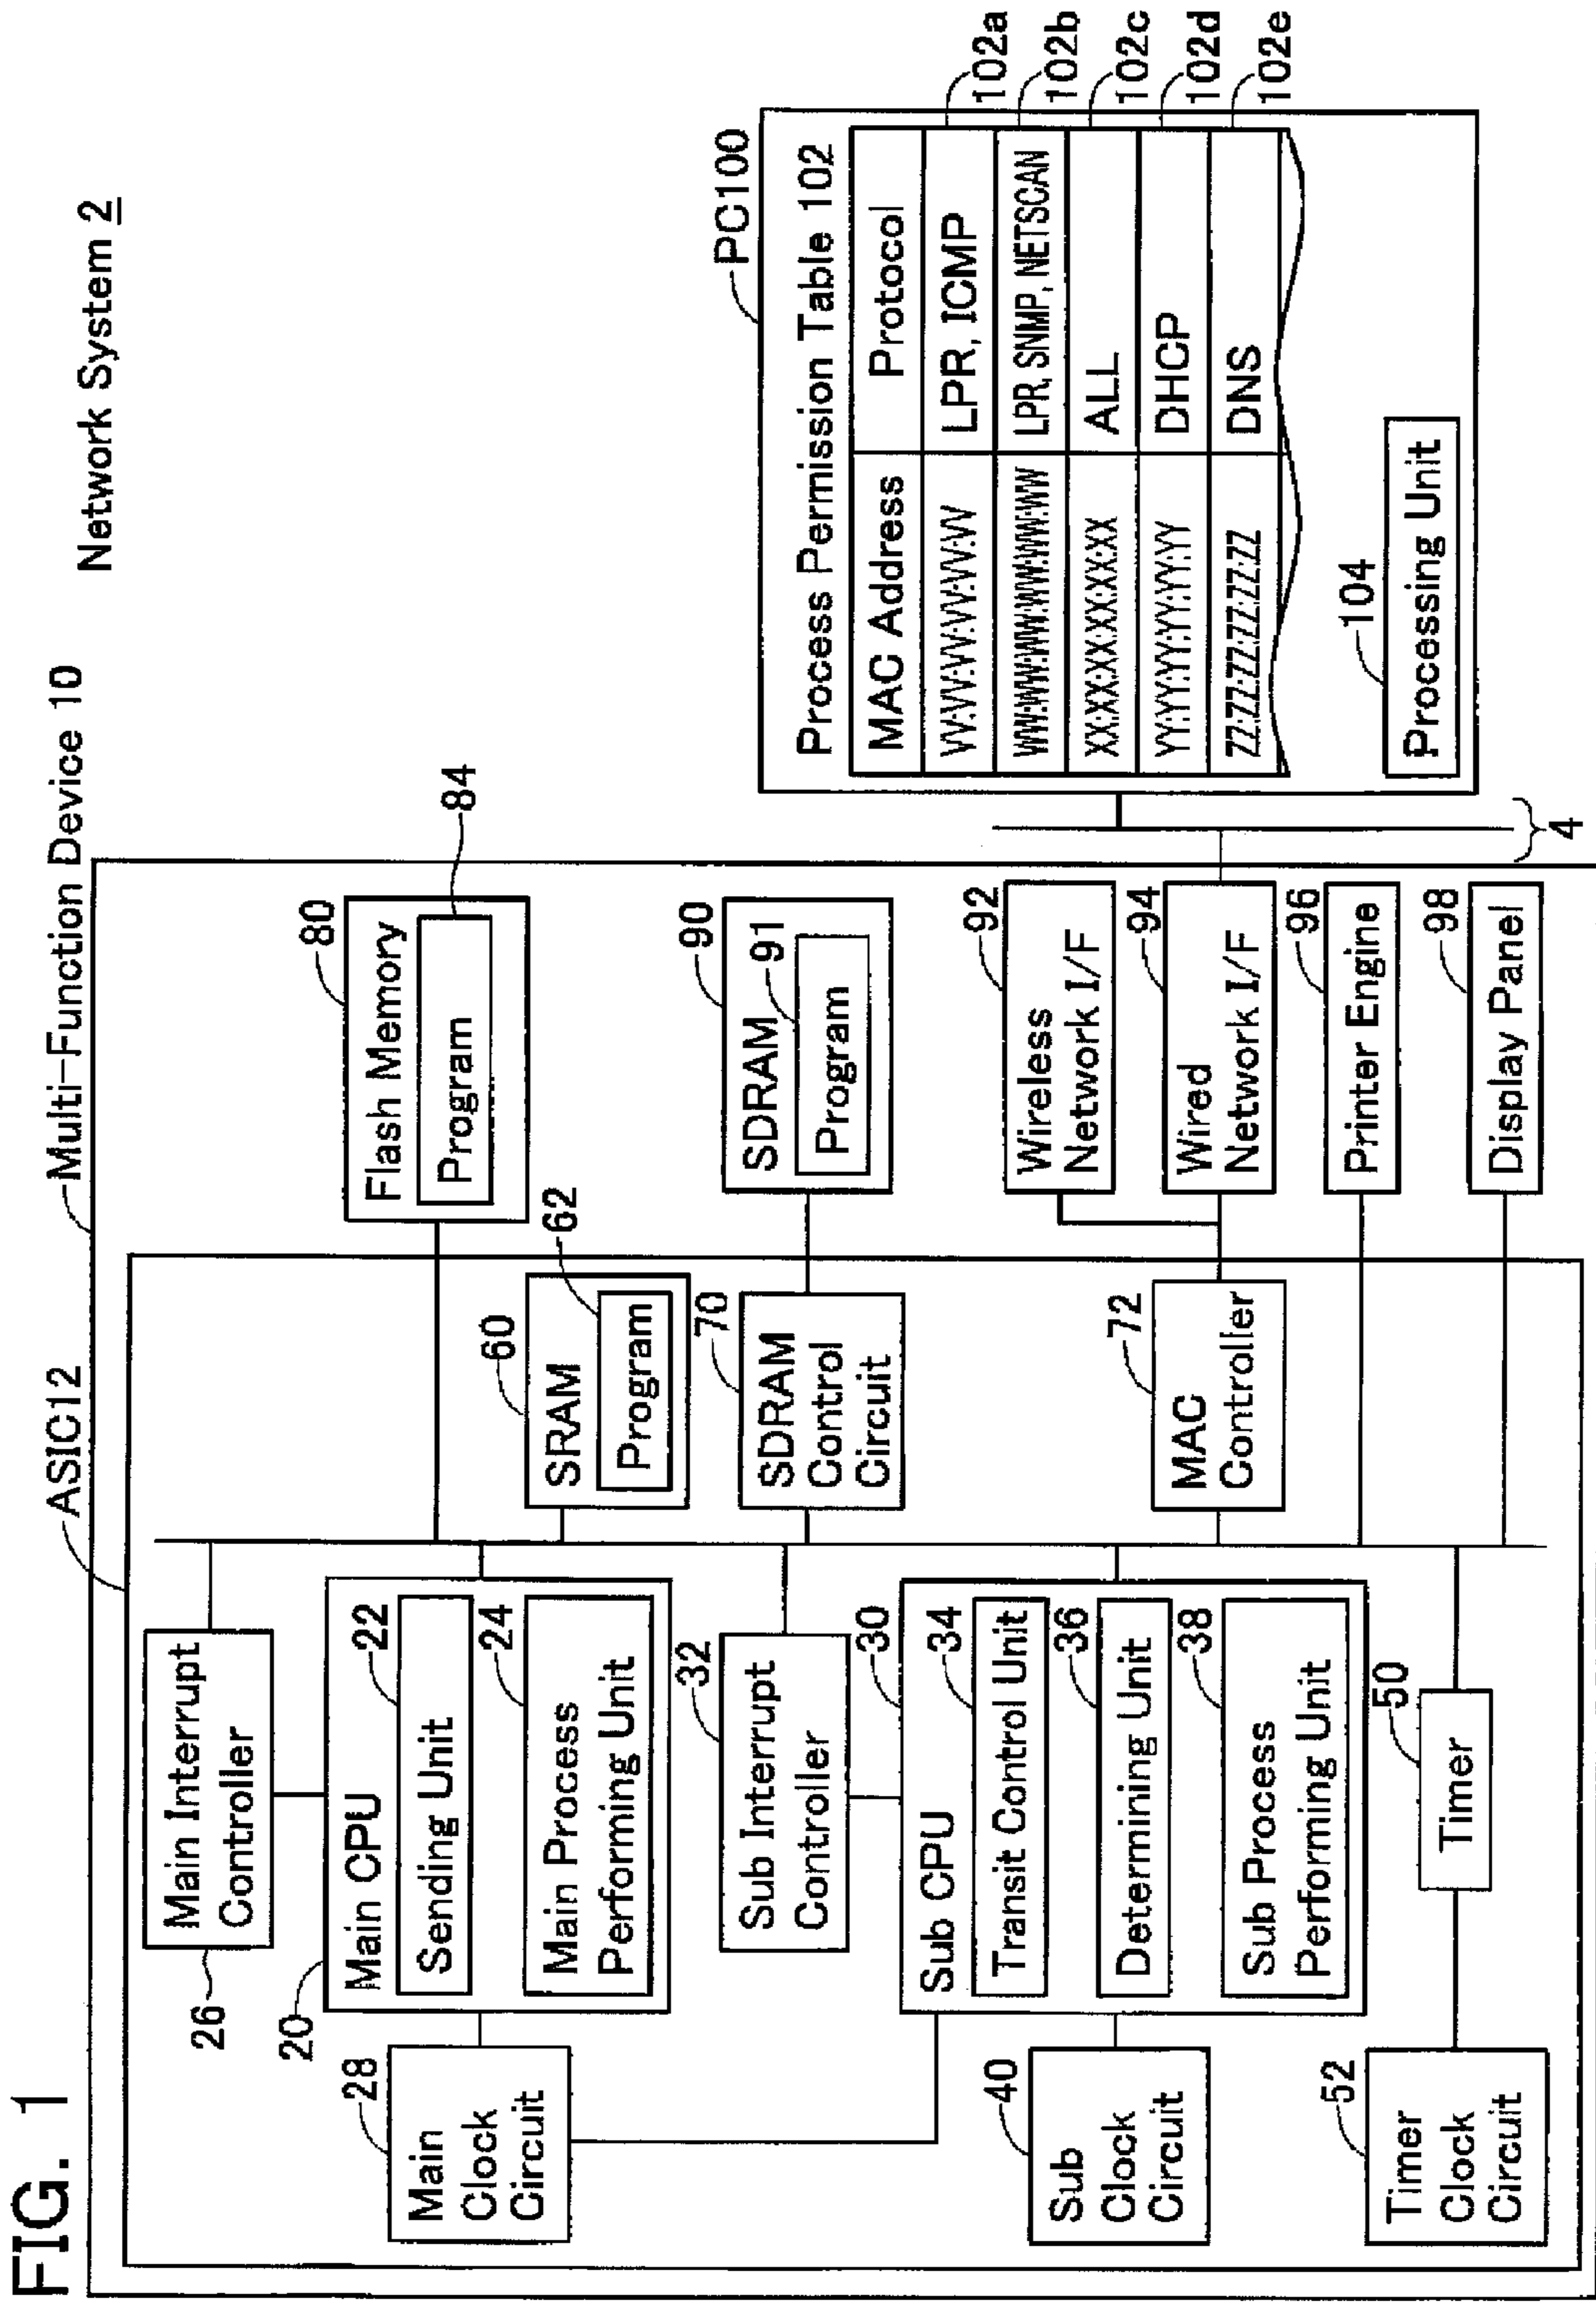 FIG. 1
Network System 2
Multi-Function Device 10
ASIC12
26
Main Interrupt
Controller
20
Main CPU
22
Sending Unit
24
Main Process
Performing Unit
28
Main
Clock
Circuit
32
Sub Interrupt
Controller
30
Sub CPU
34
Transit Control Unit
36
Determining Unit
38
Sub Process
Performing Unit
40
Sub
Clock
Circuit
50
Timer
52
Timer
Clock
Circuit
60
SRAM
62
Program
70
SDRAM
Control
Circuit
72
MAC
Controller
80
Flash Memory
84
Program
90
SDRAM
91
Program
92
Wireless
Network I/F
94
Wired
Network I/F
96
Printer Engine
98
Display Panel
4
PC100
Process Permission Table 102
MAC Address Protocol
VV:VV:VV:VV:VV:VV LPR, ICMP 102a
WW:WW:WW:WW:WW:WW LPR, SNMP, NETSCAN 102b
XX:XX:XX:XX:XX:XX ALL 102c
YY:YY:YY:YY:YY:YY DHCP 102d
ZZ:ZZ:ZZ:ZZ:ZZ:ZZ DNS 102e
104
Processing Unit